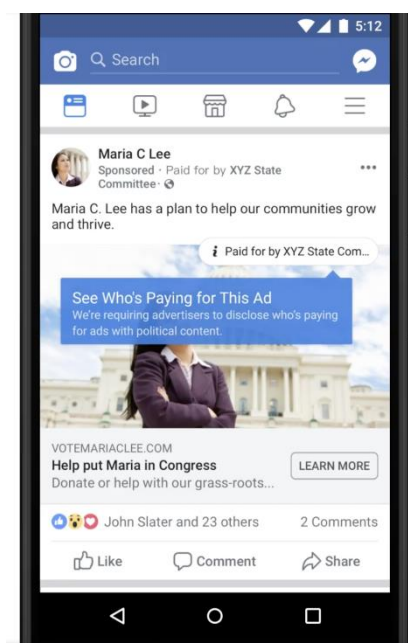 5:12
Search
Maria C Lee
Sponsored · Paid for by XYZ State
Committee ·
Maria C. Lee has a plan to help our communities grow
and thrive.
i Paid for by XYZ State Com...
See Who's Paying for This Ad
We're requiring advertisers to disclose who's paying
for ads with political content.
VOTEMARIACLEE.COM
Help put Maria in Congress
Donate or help with our grass-roots...
LEARN MORE
John Slater and 23 others
2 Comments
Like
Comment
Share